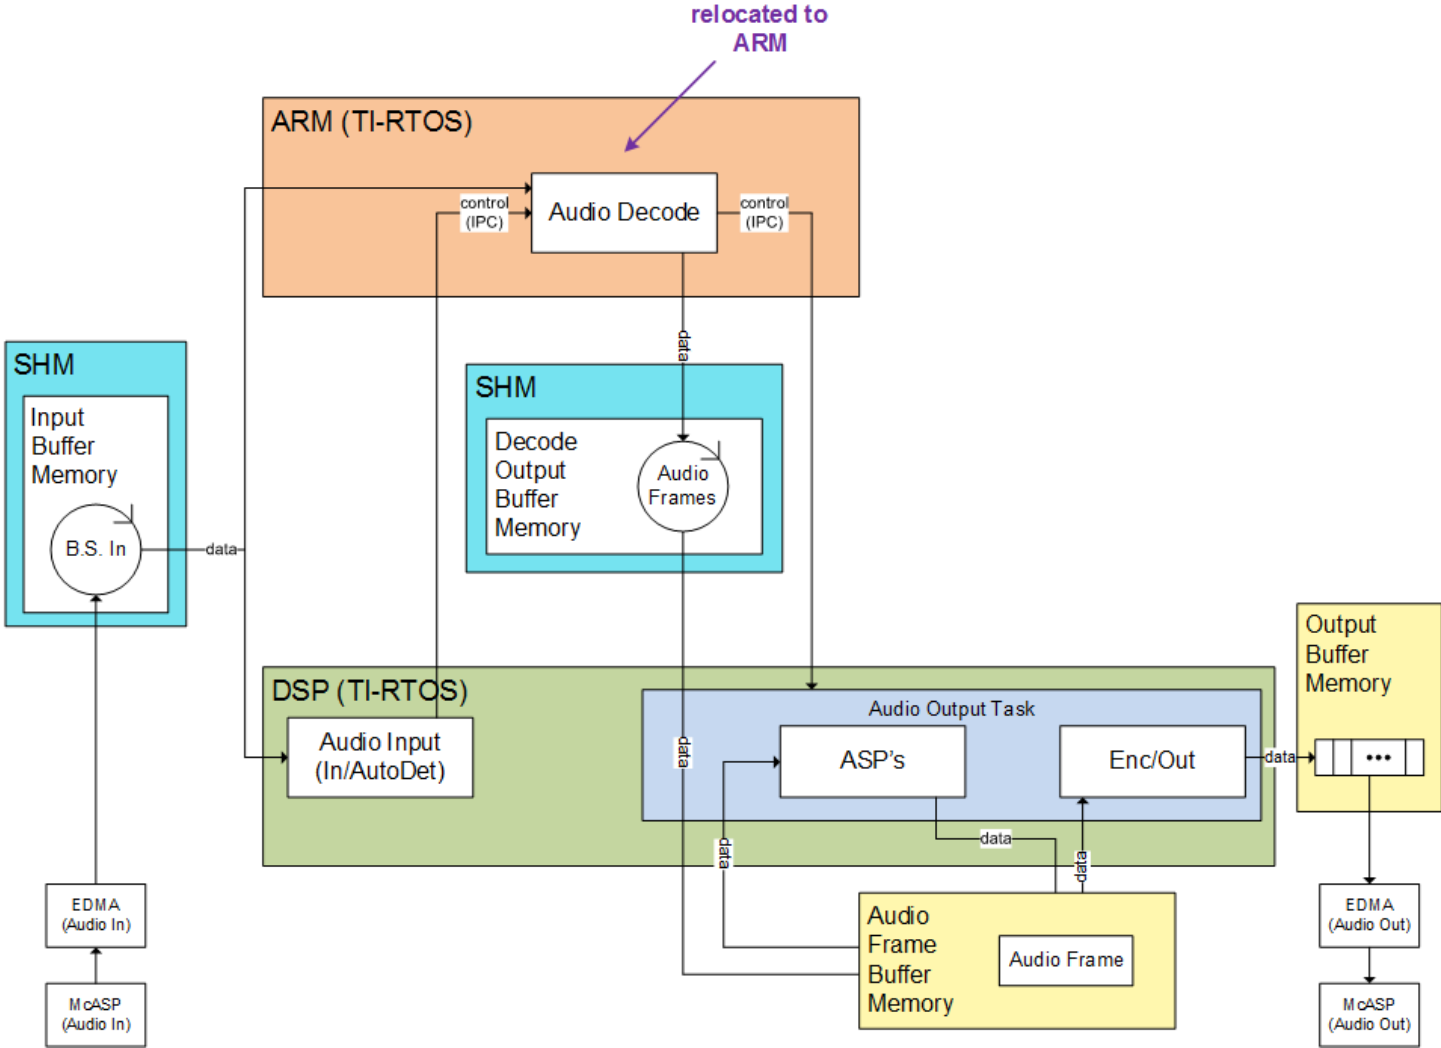 relocated to
ARM
ARM (TI-RTOS)
control
(IPC)
Audio Decode
control
(IPC)
data
SHM
Input
Buffer
Memory
B.S. In
data
SHM
Decode
Output
Buffer
Memory
Audio
Frames
DSP (TI-RTOS)
Audio Input
(In/AutoDet)
data
Audio Output Task
ASP's
Enc/Out
data
Output
Buffer
Memory
•••
data
data
data
Audio
Frame
Buffer
Memory
Audio Frame
EDMA
(Audio In)
McASP
(Audio In)
EDMA
(Audio Out)
McASP
(Audio Out)